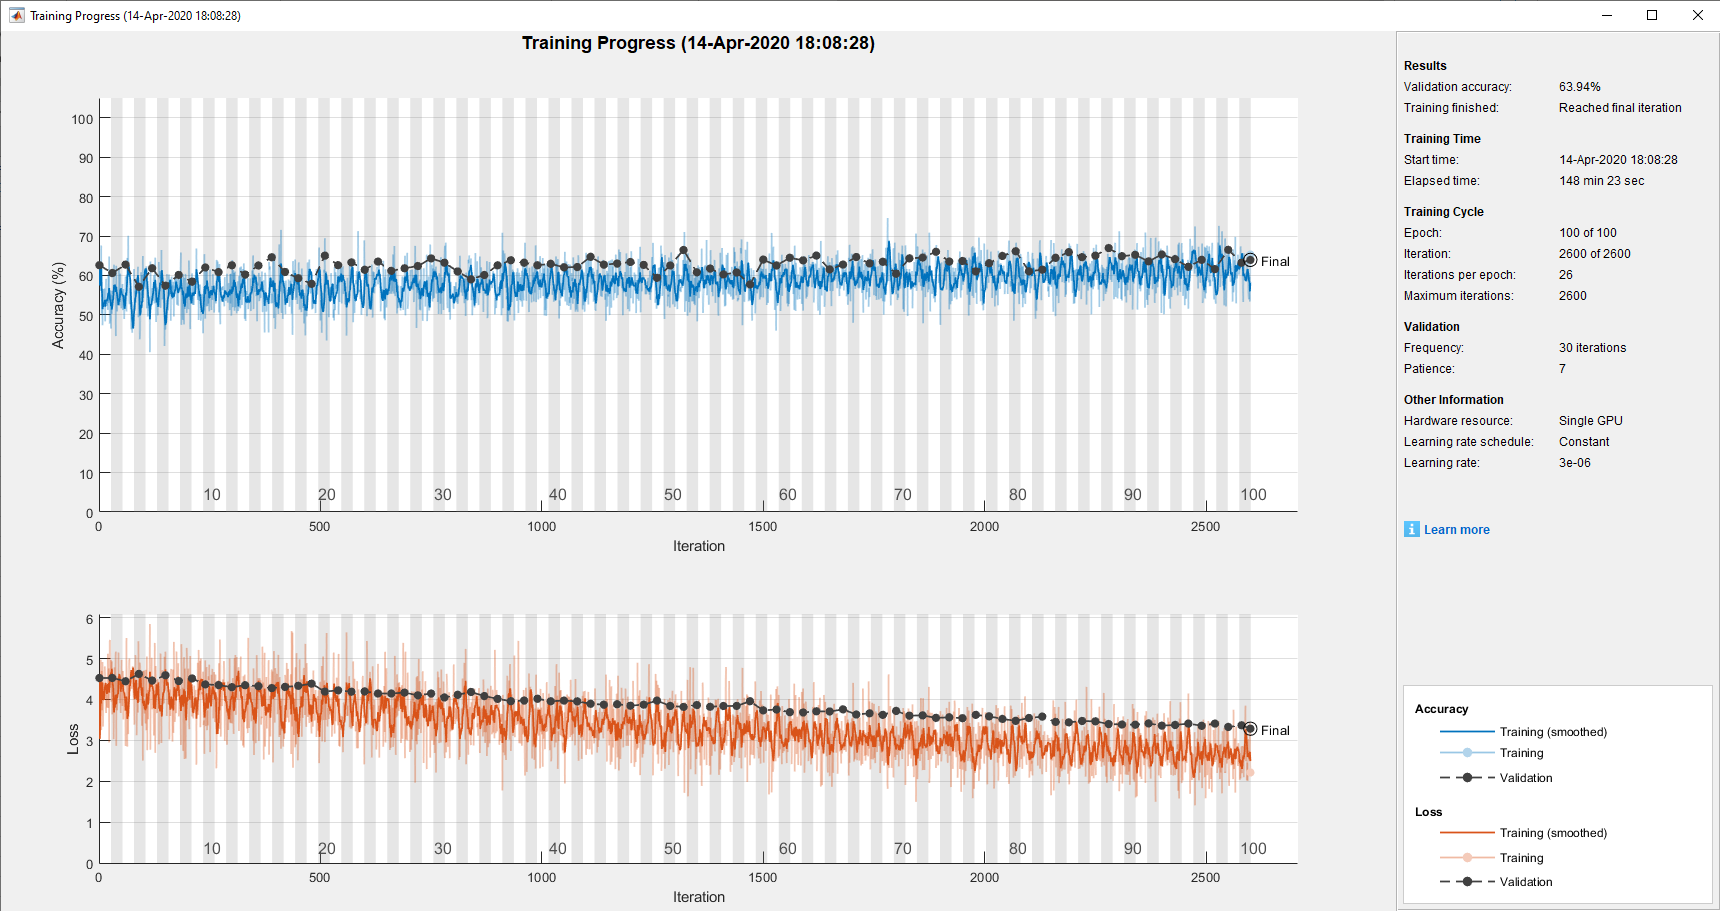 Training Progress (14-Apr-2020 18:08:28)
Training Progress (14-Apr-2020 18:08:28)
100
90
80
70
60
50
40
30
20
10
0
Accuracy (%)
10 20 30 40 50 60 70 80 90 100
0 500 1000 1500 2000 2500
Iteration
Final
6
5
4
3
2
1
0
Loss
10 20 30 40 50 60 70 80 90 100
0 500 1000 1500 2000 2500
Iteration
Final
Results
Validation accuracy: 63.94%
Training finished: Reached final iteration
Training Time
Start time: 14-Apr-2020 18:08:28
Elapsed time: 148 min 23 sec
Training Cycle
Epoch: 100 of 100
Iteration: 2600 of 2600
Iterations per epoch: 26
Maximum iterations: 2600
Validation
Frequency: 30 iterations
Patience: 7
Other Information
Hardware resource: Single GPU
Learning rate schedule: Constant
Learning rate: 3e-06
i Learn more
Accuracy
Training (smoothed)
Training
Validation
Loss
Training (smoothed)
Training
Validation